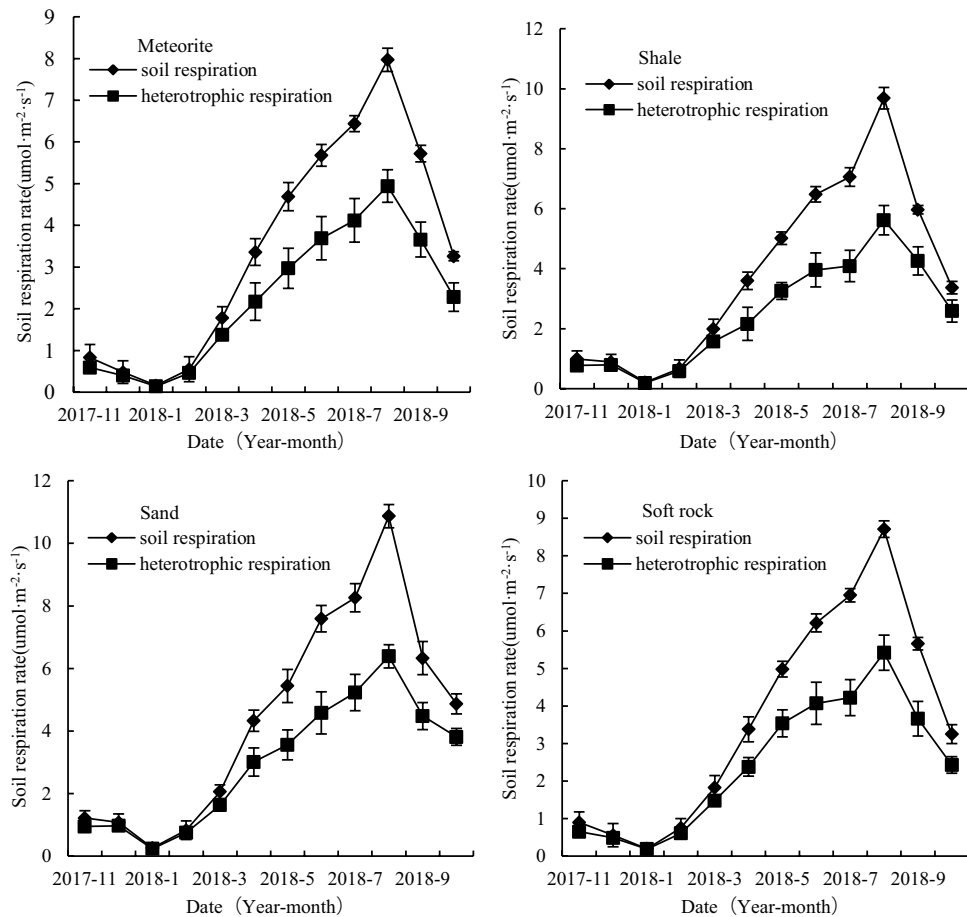 Meteorite
soil respiration
heterotrophic respiration
Soil respiration rate(umol·m⁻²·s⁻¹)
9
8
7
6
5
4
3
2
1
0
2017-11 2018-1 2018-3 2018-5 2018-7 2018-9
Date（Year-month）
Shale
soil respiration
heterotrophic respiration
Soil respiration rate(umol·m⁻²·s⁻¹)
12
10
8
6
4
2
0
2017-11 2018-1 2018-3 2018-5 2018-7 2018-9
Date（Year-month）
Sand
soil respiration
heterotrophic respiration
Soil respiration rate(umol·m⁻²·s⁻¹)
12
10
8
6
4
2
0
2017-11 2018-1 2018-3 2018-5 2018-7 2018-9
Date（Year-month）
Soft rock
soil respiration
heterotrophic respiration
Soil respiration rate(umol·m⁻²·s⁻¹)
10
9
8
7
6
5
4
3
2
1
0
2017-11 2018-1 2018-3 2018-5 2018-7 2018-9
Date（Year-month）